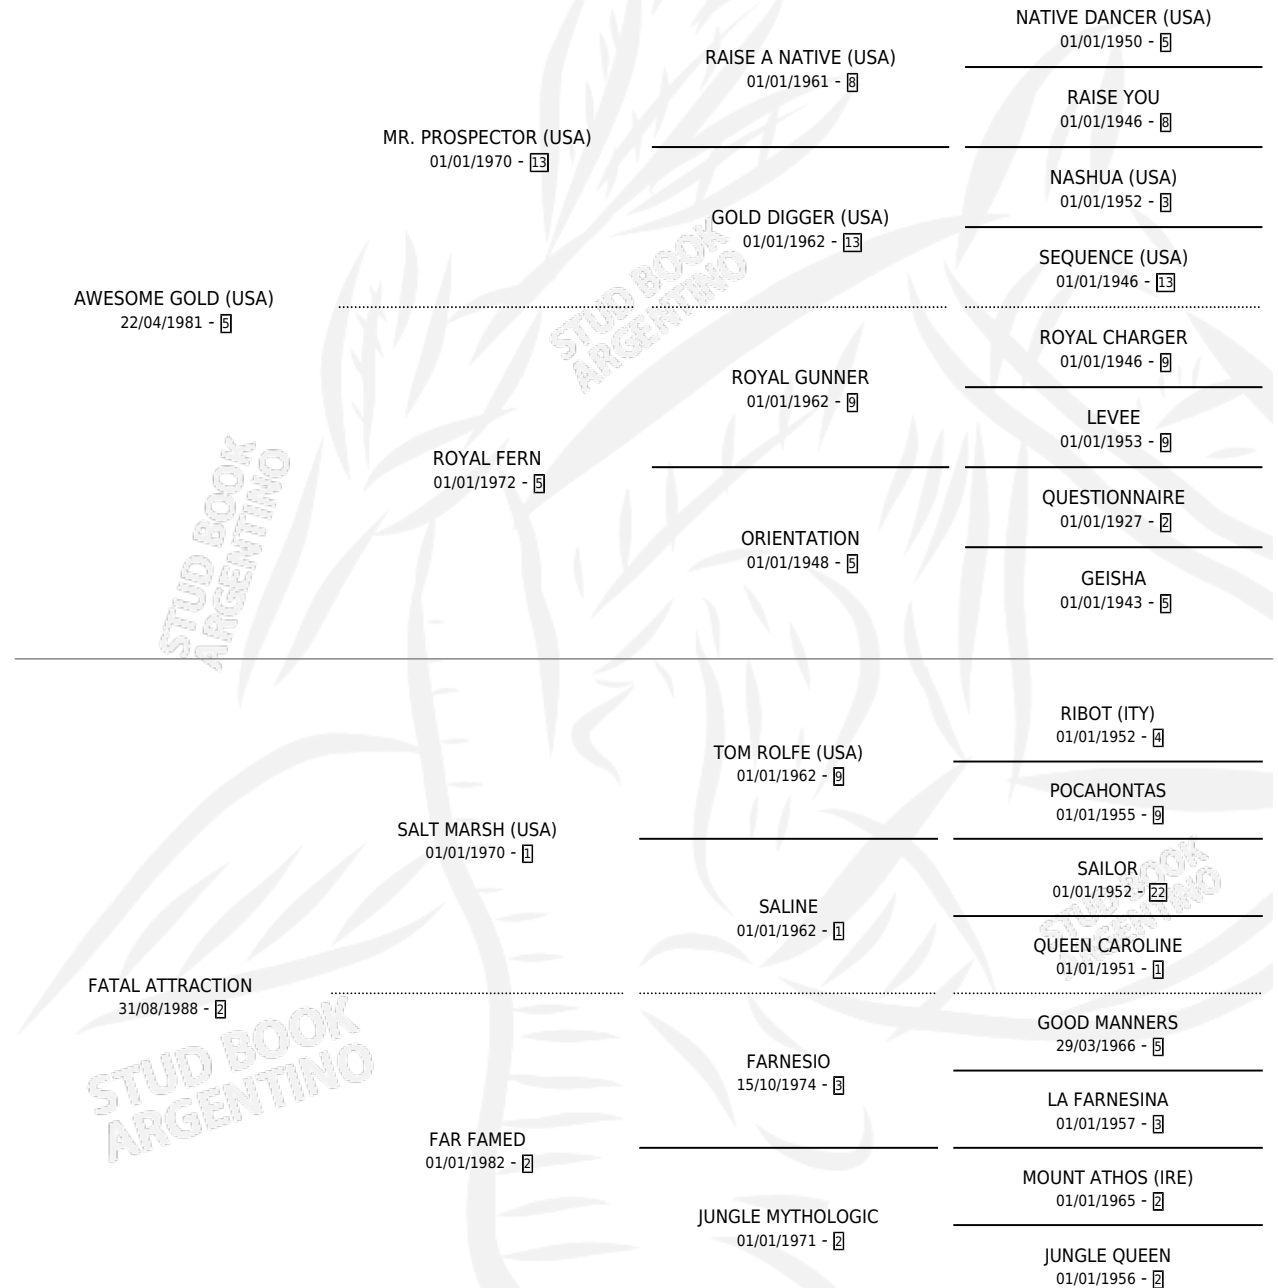 NATIVE DANCER (USA)
01/01/1950 - 5
RAISE A NATIVE (USA)
01/01/1961 - 8
RAISE YOU
01/01/1946 - 8
MR. PROSPECTOR (USA)
01/01/1970 - 13
NASHUA (USA)
01/01/1952 - 3
GOLD DIGGER (USA)
01/01/1962 - 13
SEQUENCE (USA)
01/01/1946 - 13
AWESOME GOLD (USA)
22/04/1981 - 5
STUD BOOK
ARGENTINO
ROYAL CHARGER
01/01/1946 - 9
ROYAL GUNNER
01/01/1962 - 9
LEVEE
01/01/1953 - 9
ROYAL FERN
01/01/1972 - 5
QUESTIONNAIRE
01/01/1927 - 2
ORIENTATION
01/01/1948 - 5
GEISHA
01/01/1943 - 5
STUD BOOK
ARGENTINO
RIBOT (ITY)
01/01/1952 - 4
TOM ROLFE (USA)
01/01/1962 - 9
POCAHONTAS
01/01/1955 - 9
SALT MARSH (USA)
01/01/1970 - 1
SAILOR
01/01/1952 - 22
SALINE
01/01/1962 - 1
STUD BOOK
ARGENTINO
QUEEN CAROLINE
01/01/1951 - 1
FATAL ATTRACTION
31/08/1988 - 2
STUD BOOK
ARGENTINO
GOOD MANNERS
29/03/1966 - 5
FARNESIO
15/10/1974 - 3
LA FARNESINA
01/01/1957 - 3
FAR FAMED
01/01/1982 - 2
MOUNT ATHOS (IRE)
01/01/1965 - 2
JUNGLE MYTHOLOGIC
01/01/1971 - 2
JUNGLE QUEEN
01/01/1956 - 2